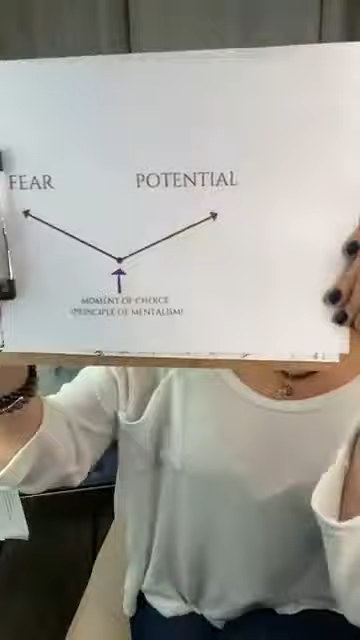 FEAR
POTENTIAL
MOMENT OF CHOICE
(PRINCIPLE OF MENTALISM)